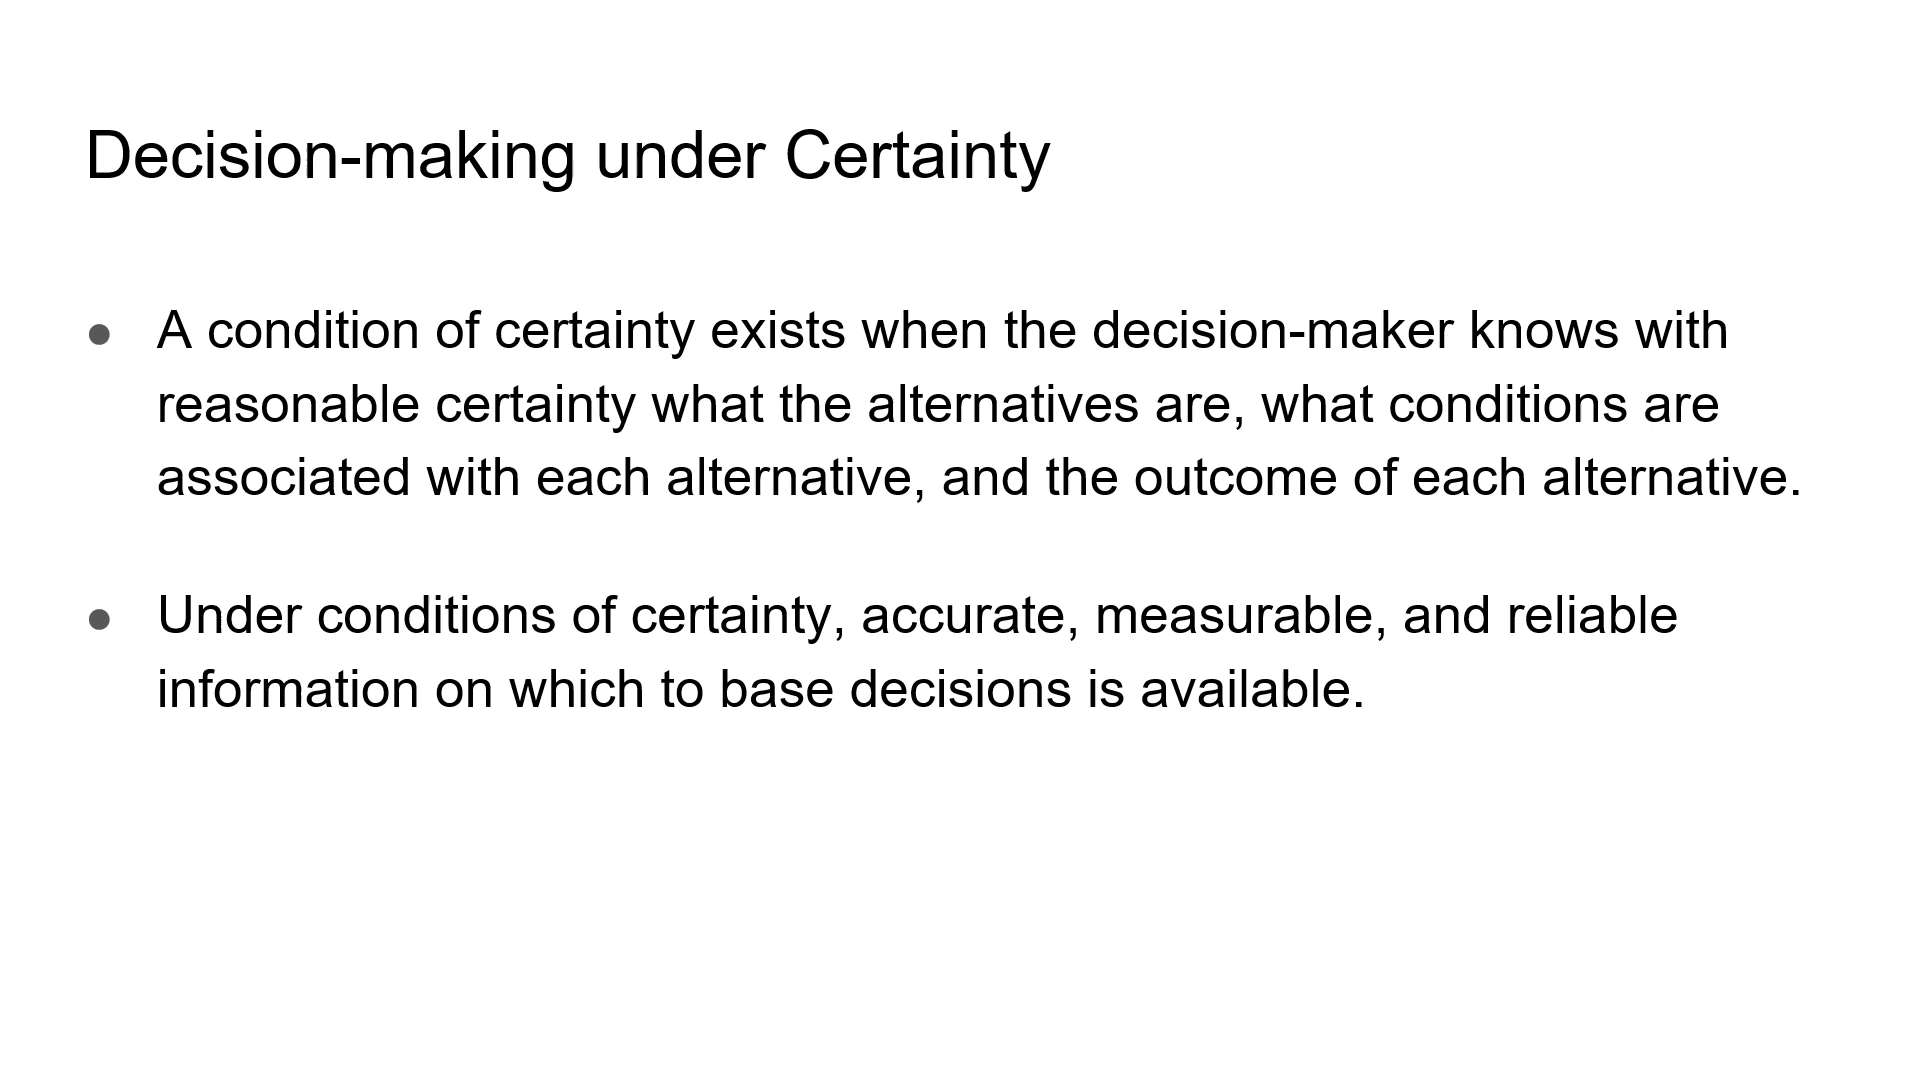 Decision-making under Certainty
● A condition of certainty exists when the decision-maker knows with
reasonable certainty what the alternatives are, what conditions are
associated with each alternative, and the outcome of each alternative.
● Under conditions of certainty, accurate, measurable, and reliable
information on which to base decisions is available.